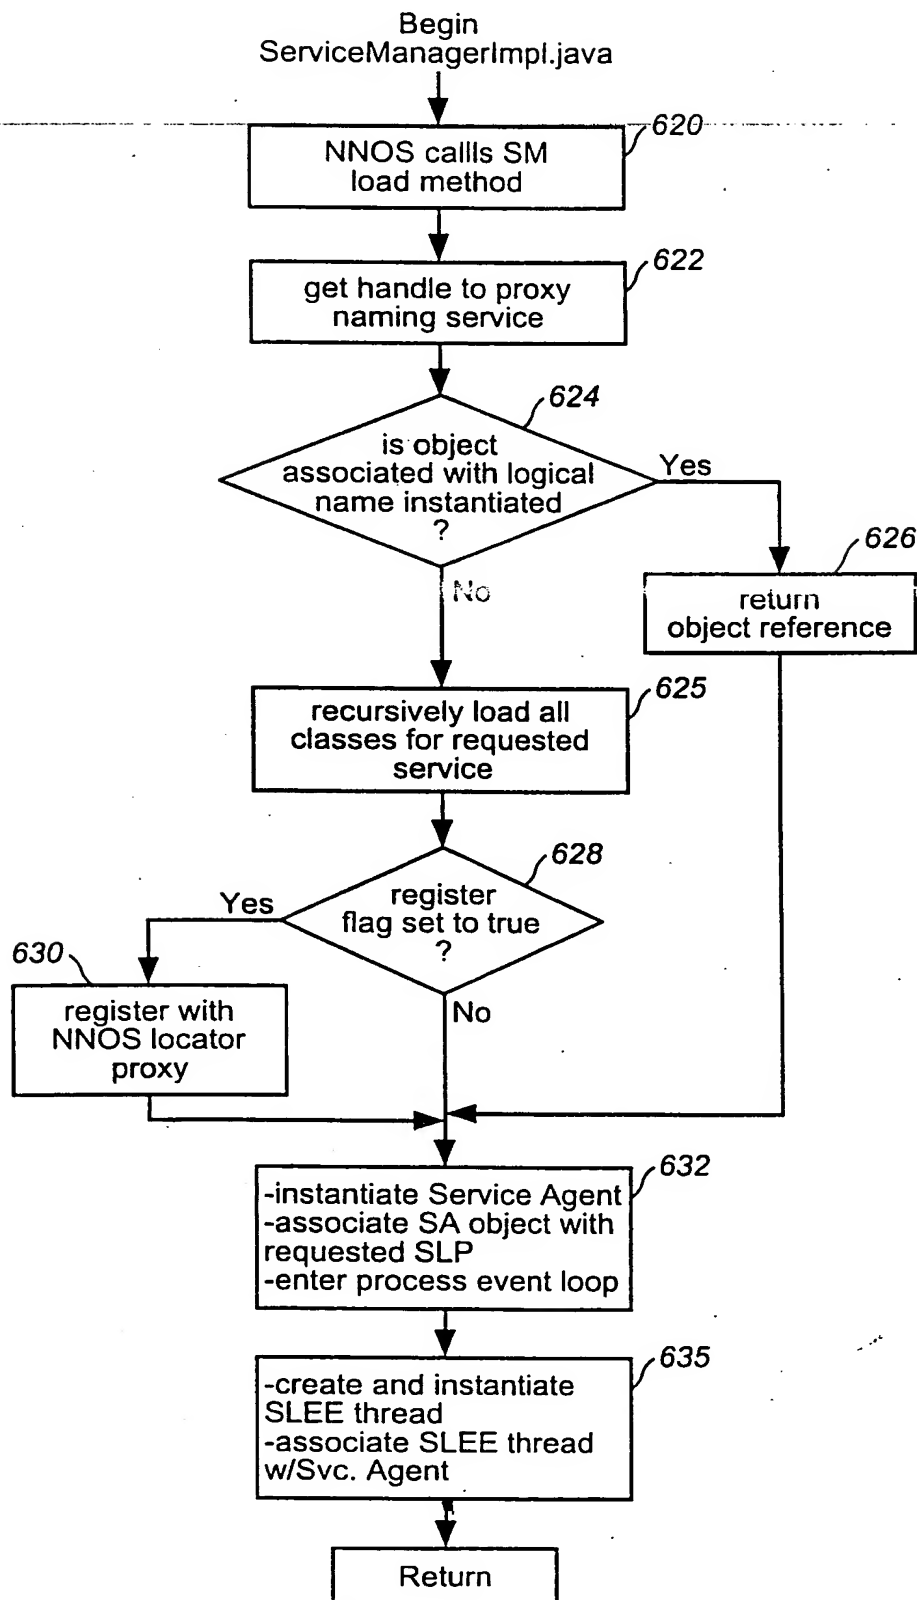 Begin
ServiceManagerImpl.java
620
NNOS callls SM
load method
622
get handle to proxy
naming service
624
is object
associated with logical
name instantiated
?
Yes
626
No
return
object reference
625
recursively load all
classes for requested
service
628
register
flag set to true
?
Yes
630
register with
NNOS locator
proxy
No
632
-instantiate Service Agent
-associate SA object with
requested SLP
-enter process event loop
635
-create and instantiate
SLEE thread
-associate SLEE thread
w/Svc. Agent
Return